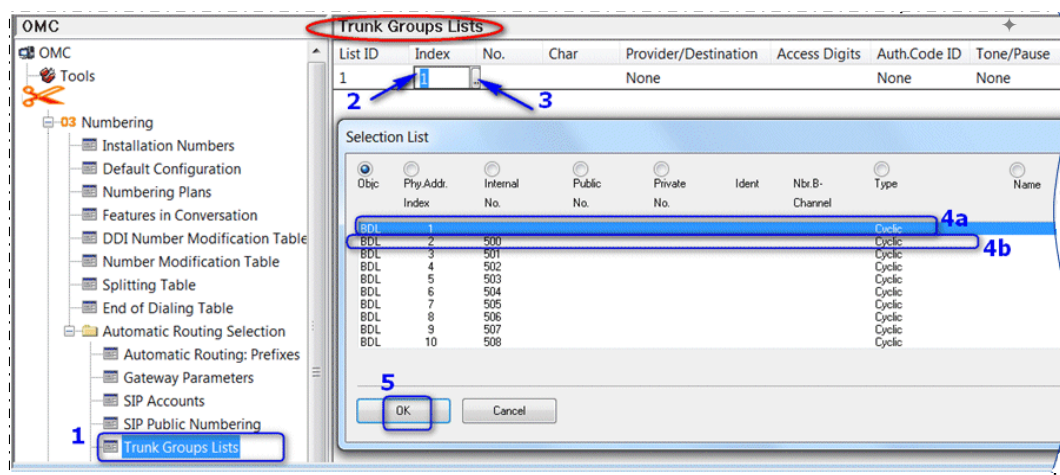 OMC
OMC
Tools
03 Numbering
Installation Numbers
Default Configuration
Numbering Plans
Features in Conversation
DDI Number Modification Table
Number Modification Table
Splitting Table
End of Dialing Table
Automatic Routing Selection
Automatic Routing: Prefixes
Gateway Parameters
SIP Accounts
SIP Public Numbering
1 Trunk Groups Lists
Trunk Groups Lists
List ID Index No. Char Provider/Destination Access Digits Auth.Code ID Tone/Pause
1 1 .. None None None
2 3
Selection List
Objc Phy.Addr. Internal Public Private Ident Nbr.B- Type Name
Index No. No. No. Channel
BDL 1 Cyclic 4a
BDL 2 500 Cyclic 4b
BDL 3 501 Cyclic
BDL 4 502 Cyclic
BDL 5 503 Cyclic
BDL 6 504 Cyclic
BDL 7 505 Cyclic
BDL 8 506 Cyclic
BDL 9 507 Cyclic
BDL 10 508 Cyclic
5
OK Cancel